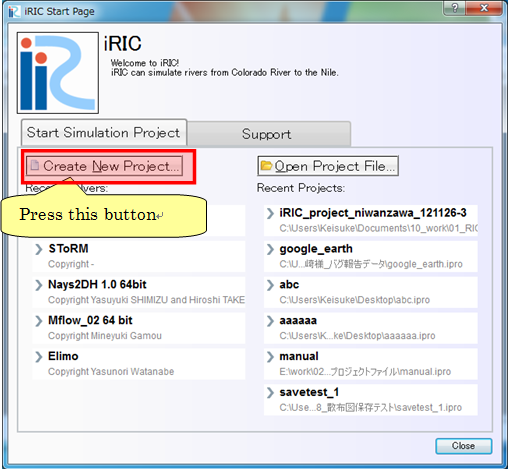 iRIC Start Page
iRIC
iRIC
Welcome to iRIC!
iRIC can simulate rivers from Colorado River to the Nile.
Start Simulation Project
Support
Create New Project...
Open Project File...
Press this button
Recent Projects:
SToRM
Copyright -
Nays2DH 1.0 64bit
Copyright Yasuyuki SHIMIZU and Hiroshi TAKE
Mflow_02 64 bit
Copyright Mineyuki Gamou
Elimo
Copyright Yasunori Watanabe
iRIC_project_niwanzawa_121126-3
C:\Users\Keisuke\Documents\10_work\01_RIC
google_earth
C:\U...崎様_バグ報告データ\google_earth.ipro
abc
C:\Users\Keisuke\Desktop\abc.ipro
aaaaaa
C:\Users\K...ke\Desktop\aaaaaa.ipro
manual
E:\work\02...プロジェクトファイル\manual.ipro
savetest_1
C:\Use...8_散布図保存テスト\savetest_1.ipro
Close